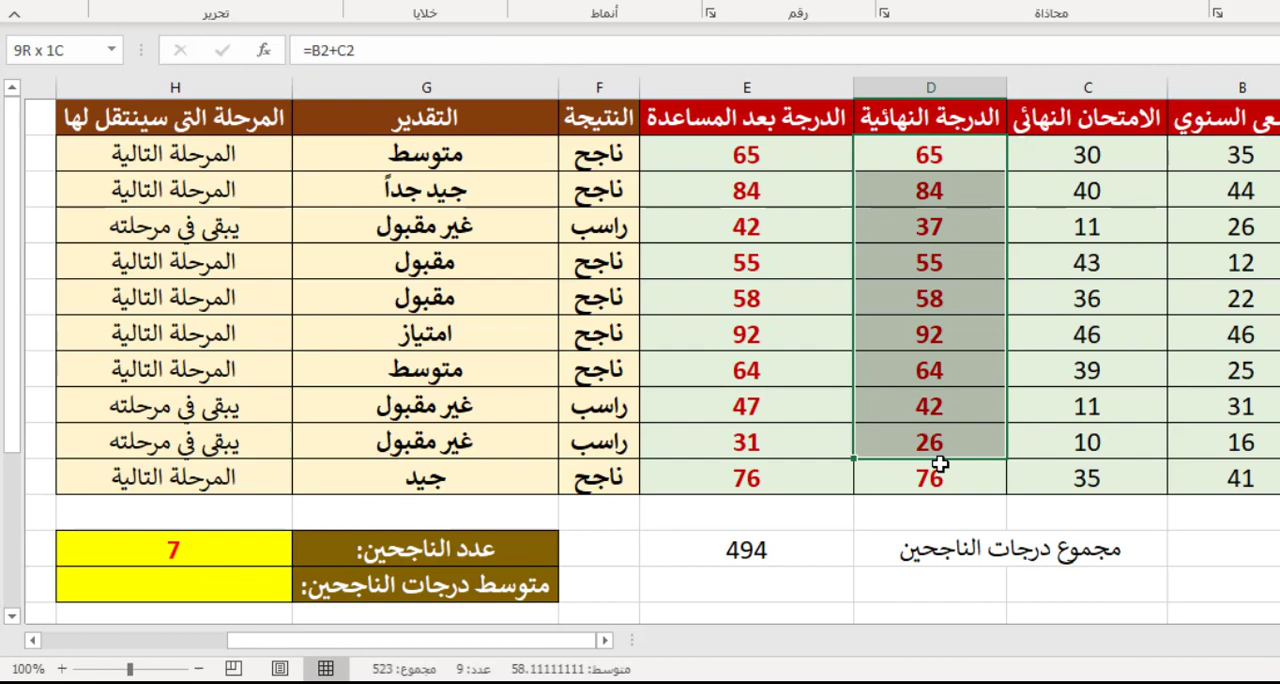 محاذاة رقم أنماط خلايا تحرير
9R x 1C fx =B2+C2
B C D E F G H
عى السنوي الامتحان النهائي الدرجة النهائية الدرجة بعد المساعدة النتيجة التقدير المرحلة التى سينتقل لها
35 30 65 65 ناجح متوسط المرحلة التالية
44 40 84 84 ناجح جيد جداً المرحلة التالية
26 11 37 42 راسب غير مقبول يبقى في مرحلته
12 43 55 55 ناجح مقبول المرحلة التالية
22 36 58 58 ناجح مقبول المرحلة التالية
46 46 92 92 ناجح امتياز المرحلة التالية
25 39 64 64 ناجح متوسط المرحلة التالية
31 11 42 47 راسب غير مقبول يبقى في مرحلته
16 10 26 31 راسب غير مقبول يبقى في مرحلته
41 35 76 76 ناجح جيد المرحلة التالية
مجموع درجات الناجحين 494 عدد الناجحين: 7
متوسط درجات الناجحين:
متوسط: 58.11111111 عدد: 9 مجموع: 523 100%